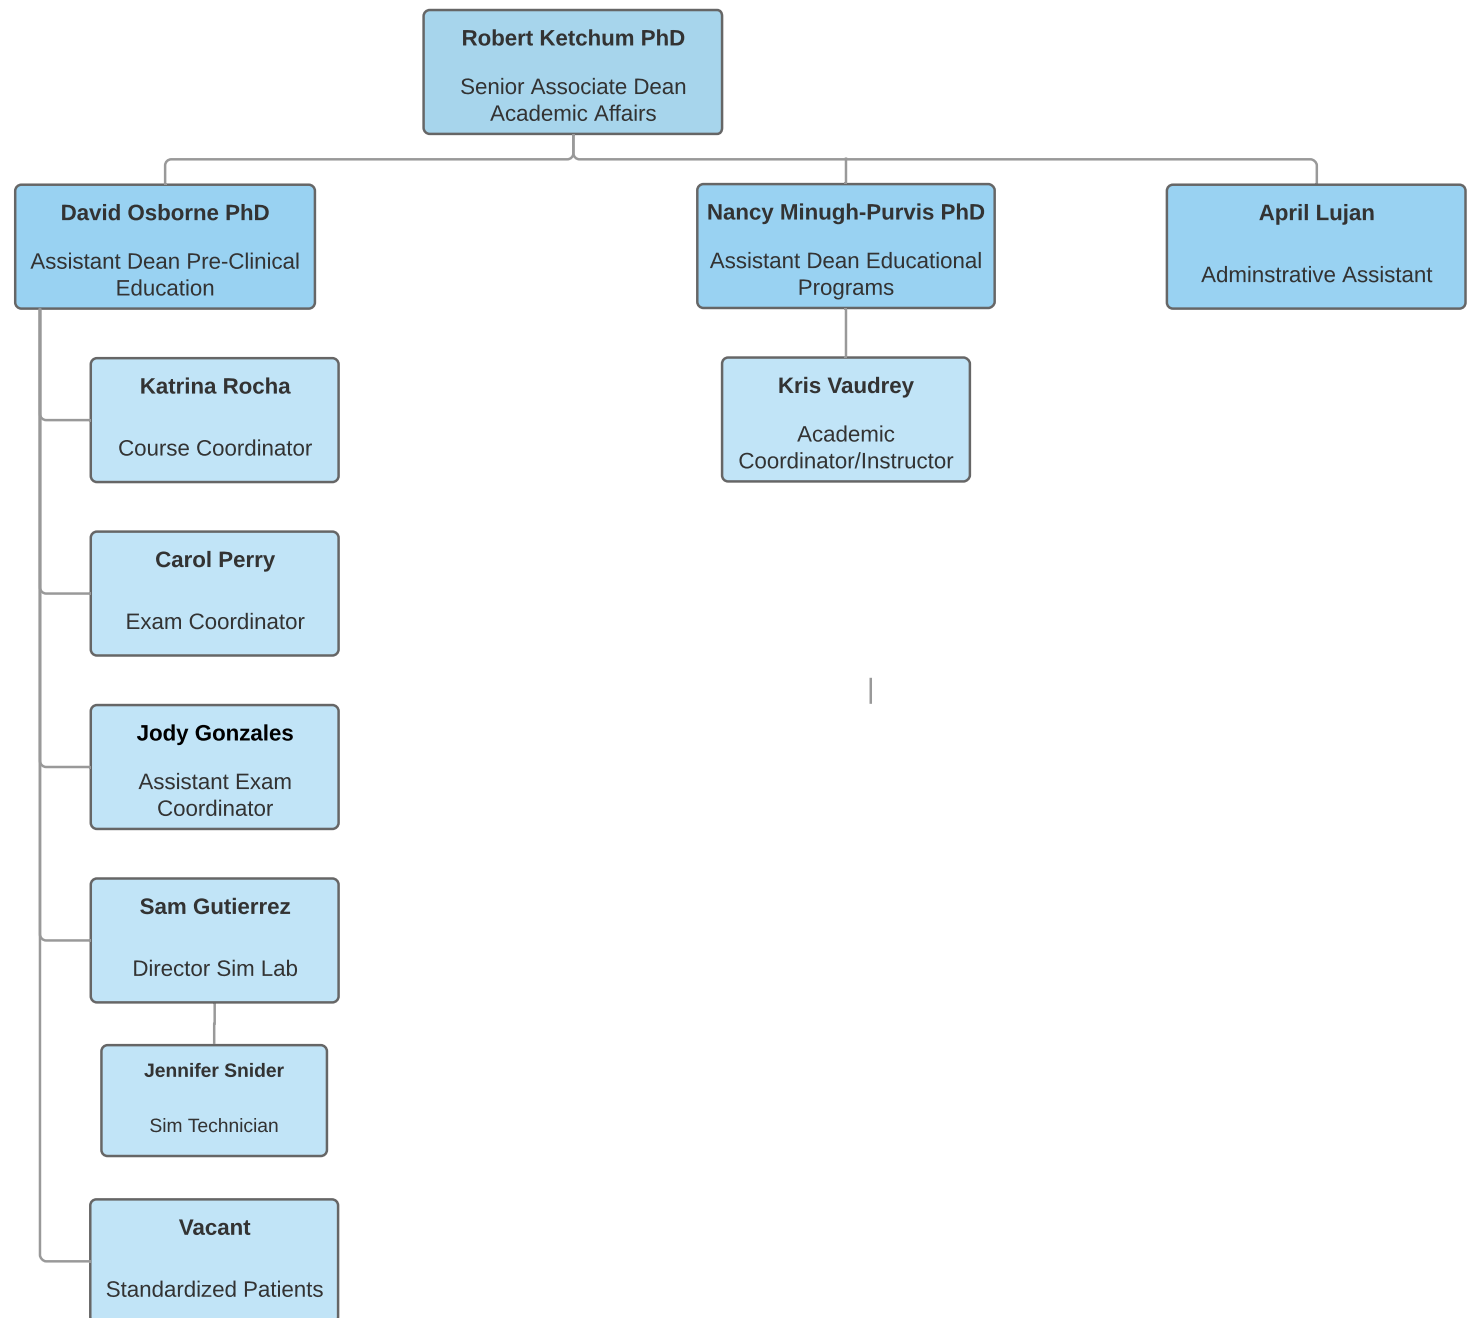 Robert Ketchum PhD
Senior Associate Dean
Academic Affairs
David Osborne PhD
Assistant Dean Pre-Clinical
Education
Nancy Minugh-Purvis PhD
Assistant Dean Educational
Programs
April Lujan
Adminstrative Assistant
Katrina Rocha
Course Coordinator
Kris Vaudrey
Academic
Coordinator/Instructor
Carol Perry
Exam Coordinator
Jody Gonzales
Assistant Exam
Coordinator
Sam Gutierrez
Director Sim Lab
Jennifer Snider
Sim Technician
Vacant
Standardized Patients